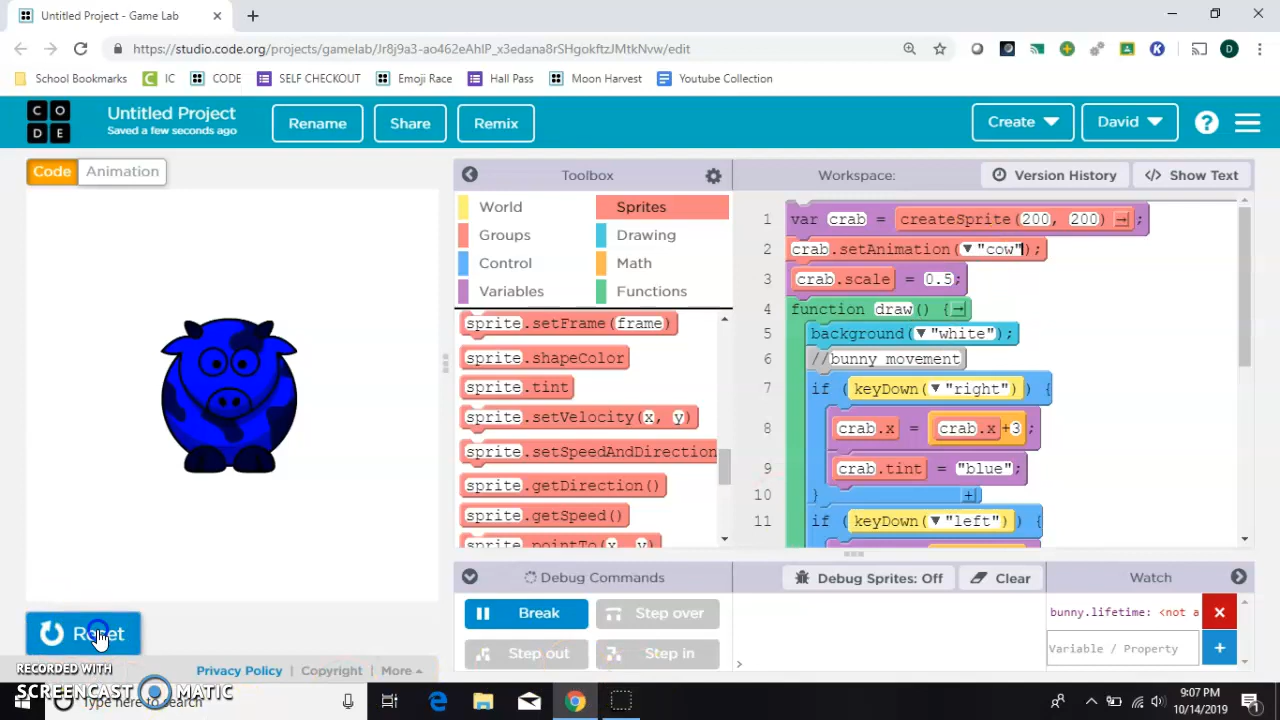 Untitled Project - Game Lab
https://studio.code.org/projects/gamelab/Jr8j9a3-ao462eAhlP_x3edana8rSHgokftzJMtkNvw/edit
School Bookmarks IC CODE SELF CHECKOUT Emoji Race Hall Pass Moon Harvest Youtube Collection
CODE
Untitled Project
Saved a few seconds ago
Rename Share Remix Create David ?
Code Animation
Toolbox
World Sprites
Groups Drawing
Control Math
Variables Functions
sprite.setFrame(frame)
sprite.shapeColor
sprite.tint
sprite.setVelocity(x, y)
sprite.setSpeedAndDirection
sprite.getDirection()
sprite.getSpeed()
sprite.pointTo(x, y)
Workspace: Version History </> Show Text
1 var crab = createSprite(200, 200) → ;
2 crab.setAnimation(▼ "cow");
3 crab.scale = 0.5;
4 function draw() { →
5 background(▼ "white");
6 //bunny movement
7 if (keyDown(▼ "right")) {
8 crab.x = crab.x+3 ;
9 crab.tint = "blue";
10 } +
11 if (keyDown(▼ "left")) {
Debug Commands
Break Step over
Step out Step in
Debug Sprites: Off Clear
>
Watch
bunny.lifetime: <not a
Variable / Property
Reset
RECORDED WITH
SCREENCAST MATIC
Privacy Policy | Copyright | More
Type here to search
9:07 PM
10/14/2019